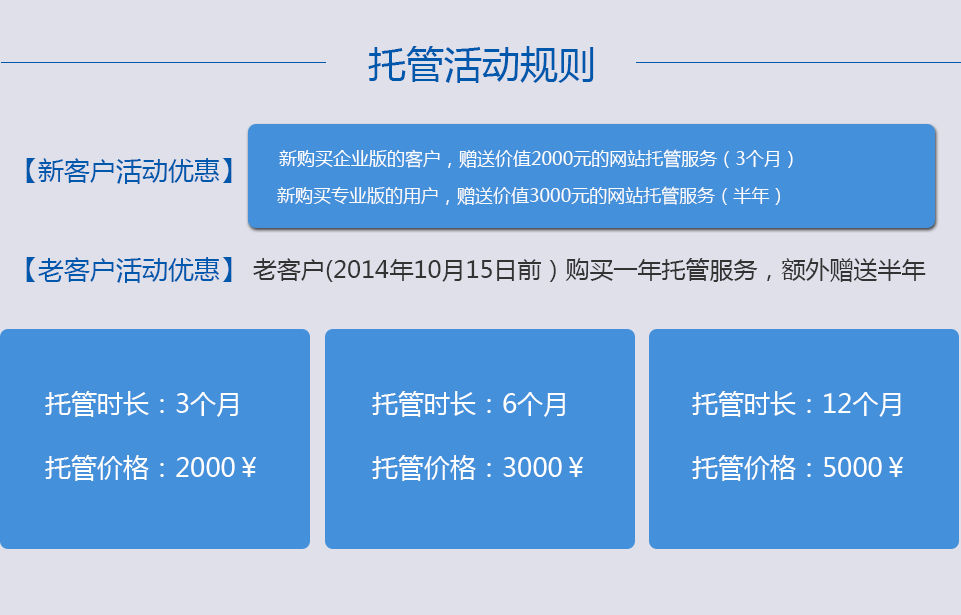 托管活动规则
【新客户活动优惠】
新购买企业版的客户，赠送价值2000元的网站托管服务（3个月）
新购买专业版的用户，赠送价值3000元的网站托管服务（半年）
【老客户活动优惠】 老客户(2014年10月15日前）购买一年托管服务，额外赠送半年
托管时长：3个月
托管价格：2000￥
托管时长：6个月
托管价格：3000￥
托管时长：12个月
托管价格：5000￥